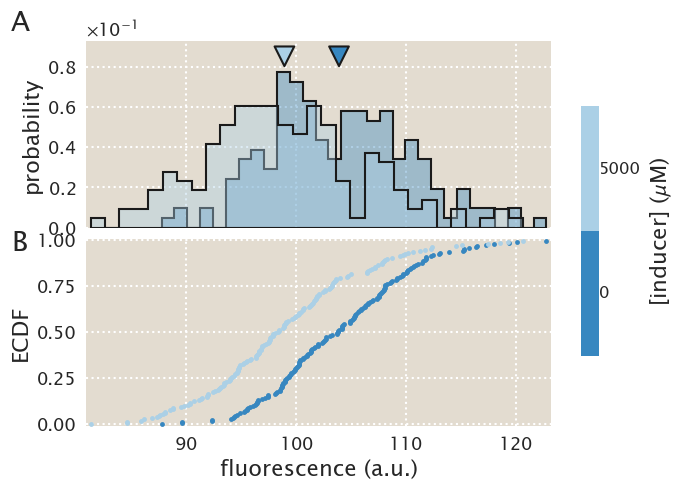 A
×10⁻¹
0.8
0.6
0.4
0.2
0.0
probability
B
1.00
0.75
0.50
0.25
0.00
ECDF
90 100 110 120
fluorescence (a.u.)
5000
0
[inducer] (μM)